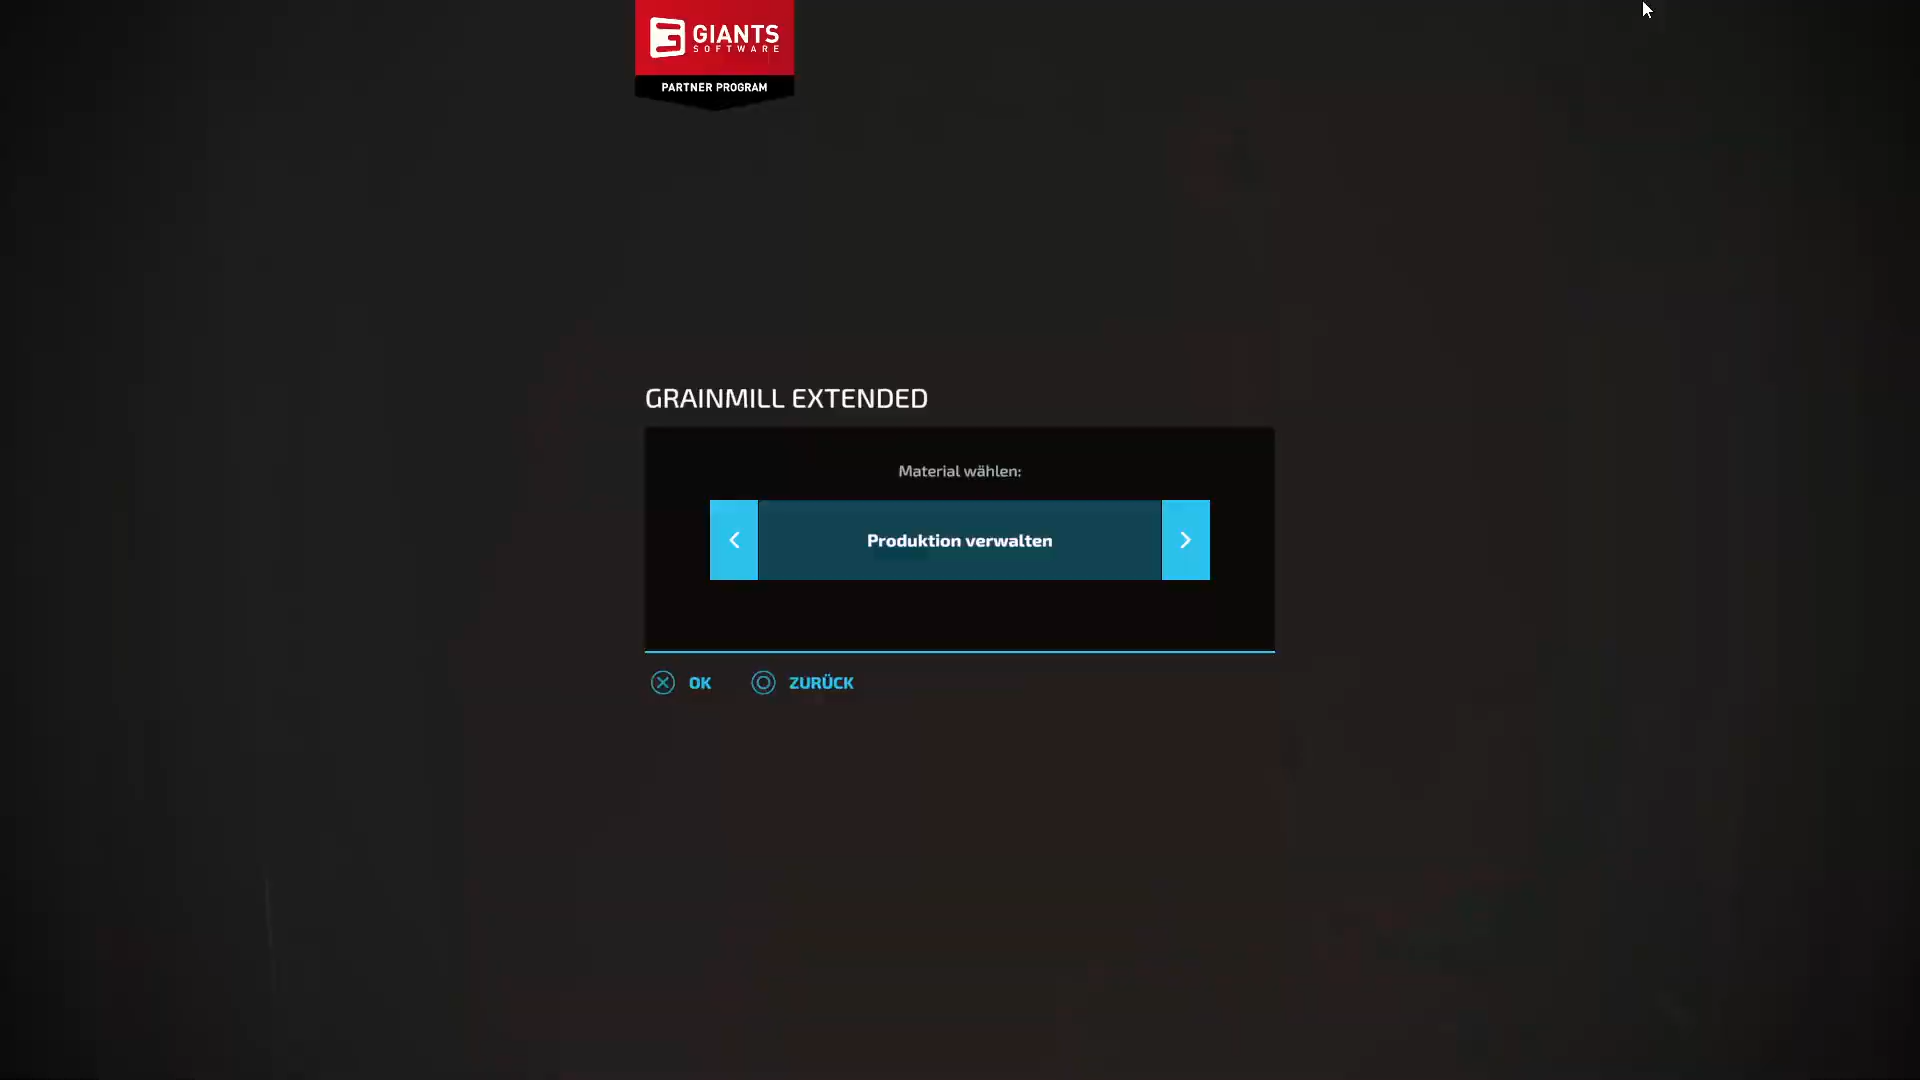 GIANTS
SOFTWARE
PARTNER PROGRAM
GRAINMILL EXTENDED
Material wählen:
Produktion verwalten
OK ZURÜCK